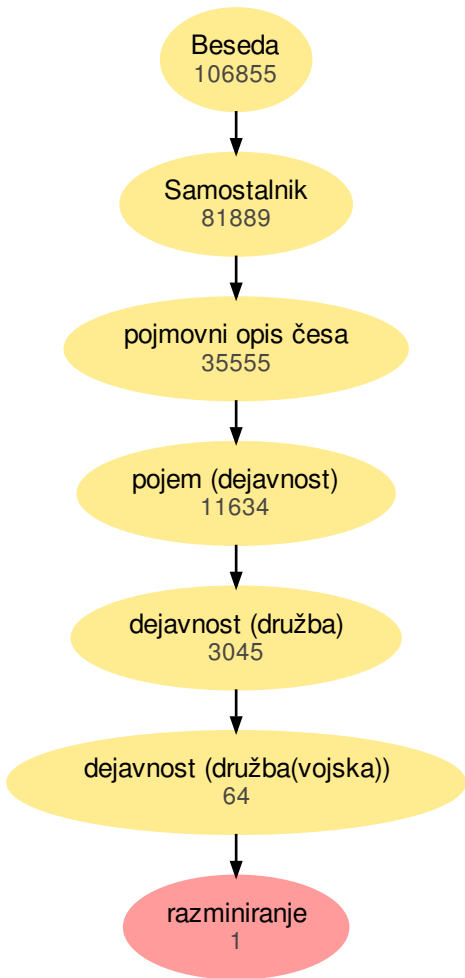 Beseda
106855
Samostalnik
81889
pojmovni opis česa
35555
pojem (dejavnost)
11634
dejavnost (družba)
3045
dejavnost (družba(vojska))
64
razminiranje
1